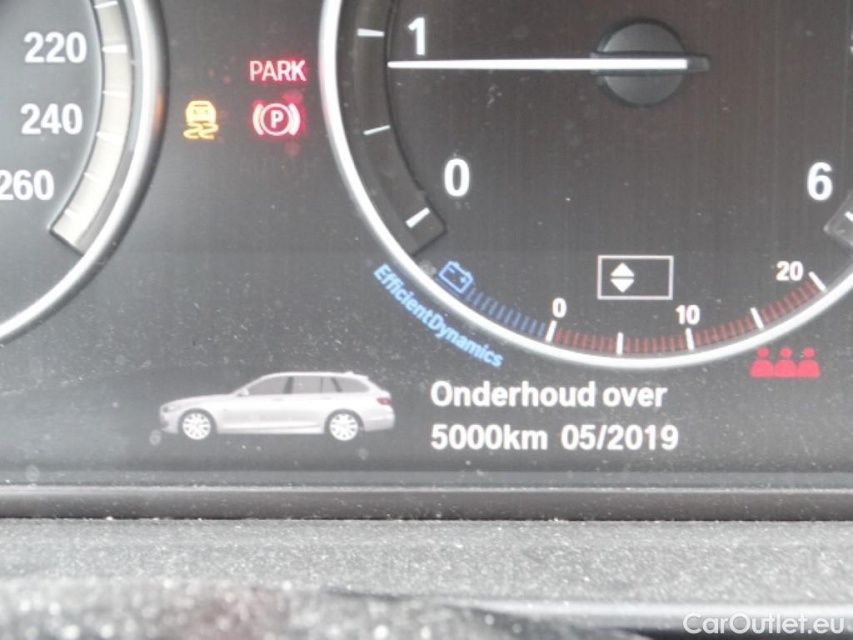 220
240
260
PARK
P
1
0
6
EfficientDynamics
0
10
20
Onderhoud over
5000km 05/2019
CarOutlet.eu